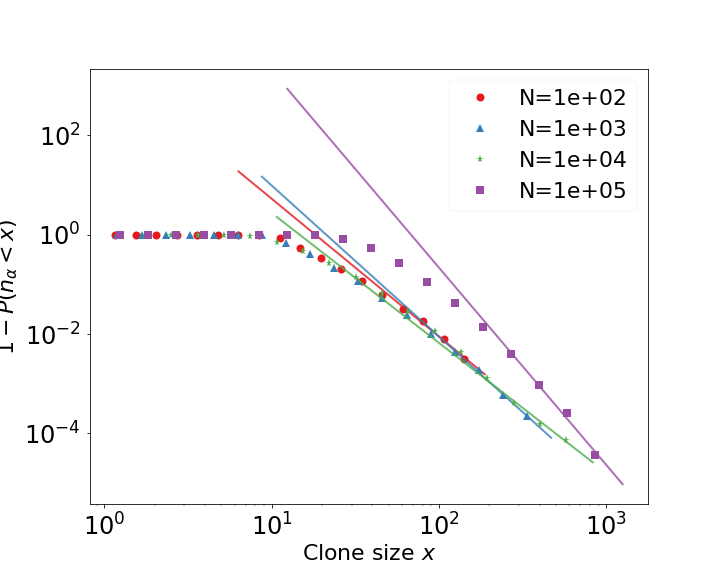 N=1e+02
N=1e+03
N=1e+04
N=1e+05
10²
10⁰
10⁻²
10⁻⁴
1 − P(n_α < x)
10⁰ 10¹ 10² 10³
Clone size x